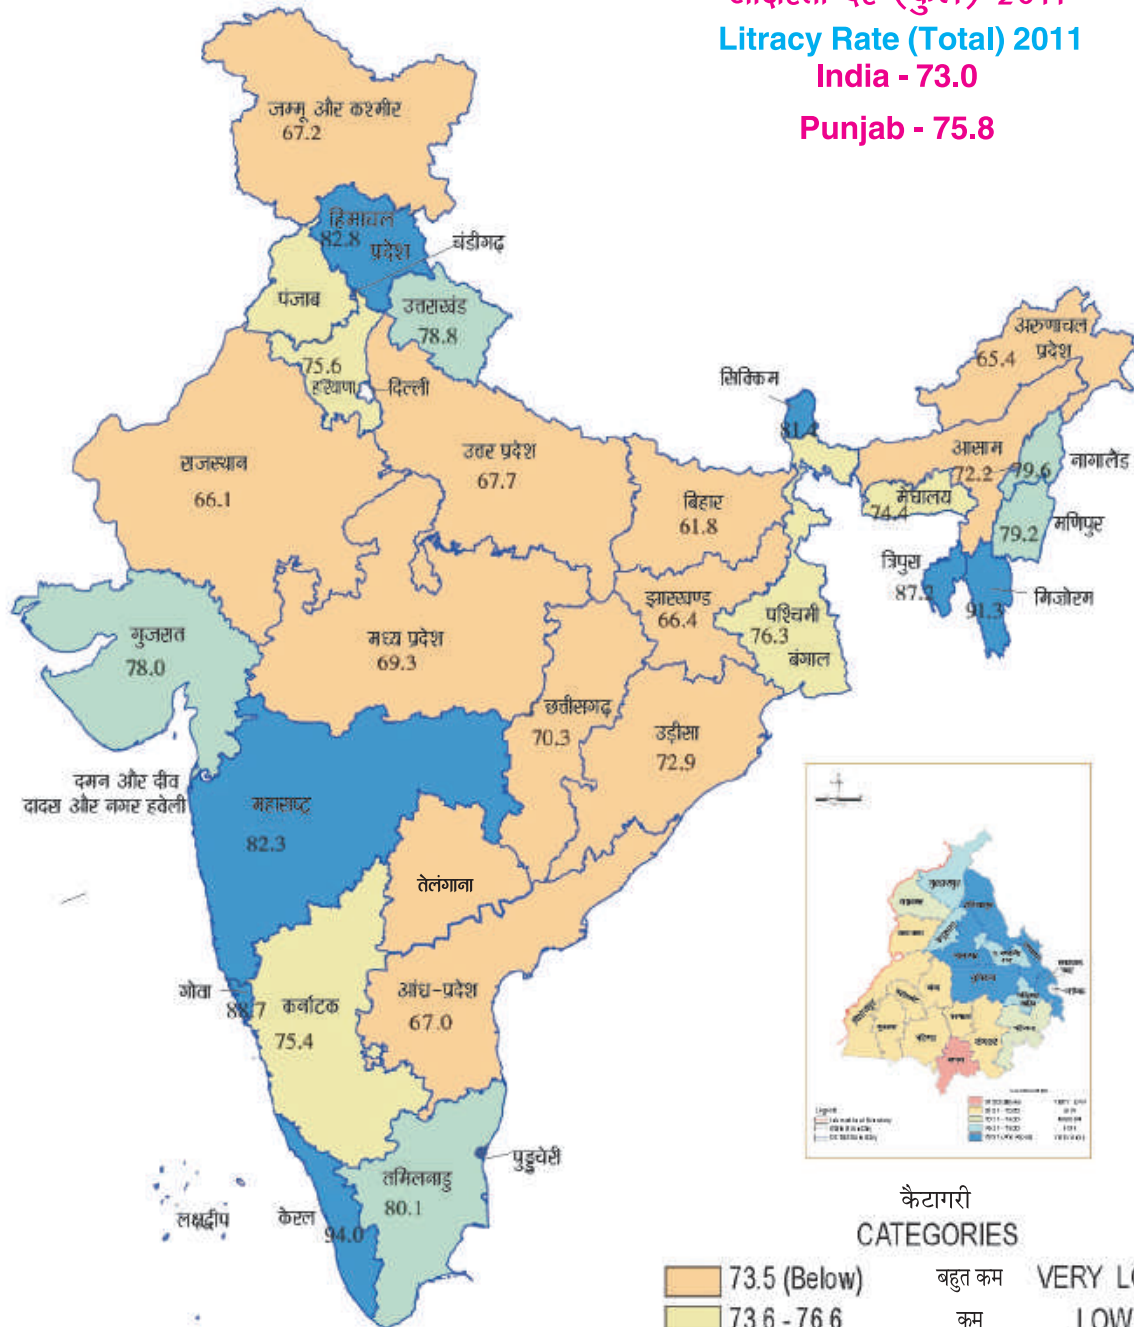 साक्षरता दर (कुल) 2011
Litracy Rate (Total) 2011
India - 73.0
Punjab - 75.8
जम्मू और कश्मीर
67.2
हिमाचल
82.8
प्रदेश
चंडीगढ़
पंजाब
उत्तराखंड
78.8
75.6
हरियाणा
दिल्ली
अरुणाचल
प्रदेश
65.4
सिक्किम
81.4
राजस्थान
66.1
उत्तर प्रदेश
67.7
बिहार
61.8
आसाम
72.2
79.6
नागालैंड
मेघालय
74.4
79.2
मणिपुर
त्रिपुरा
87.2
91.3
मिजोरम
झारखण्ड
66.4
पश्चिमी
76.3
बंगाल
गुजरात
78.0
मध्य प्रदेश
69.3
छत्तीसगढ़
70.3
उड़ीसा
72.9
दमन और दीव
दादरा और नगर हवेली
महाराष्ट्र
82.3
तेलंगाना
गोवा
88.7
कर्नाटक
75.4
आंध्र-प्रदेश
67.0
पुडुचेरी
तमिलनाडु
80.1
लक्षद्वीप
केरल
94.0
कैटागरी
CATEGORIES
73.5 (Below) बहुत कम VERY LO
73.6 - 76.6 कम LOW